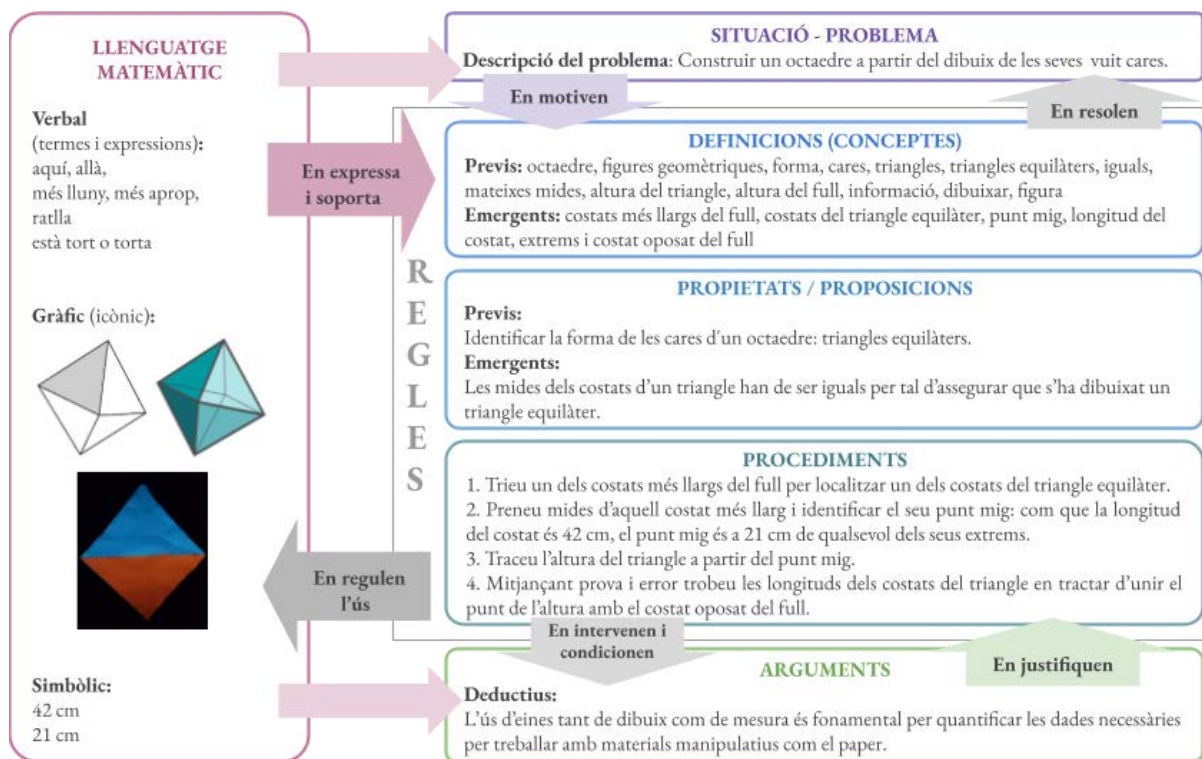 LLENGUATGE
MATEMÀTIC
Verbal
(termes i expressions):
aquí, allà,
més lluny, més aprop,
ratlla
està tort o torta
Gràfic (icònic):
Simbòlic:
42 cm
21 cm
SITUACIÓ - PROBLEMA
Descripció del problema: Construir un octaedre a partir del dibuix de les seves vuit cares.
En motiven
En resolen
En expressa
i soporta
REGLES
DEFINICIONS (CONCEPTES)
Previs: octaedre, figures geomètriques, forma, cares, triangles, triangles equilàters, iguals,
mateixes mides, altura del triangle, altura del full, informació, dibuixar, figura
Emergents: costats més llargs del full, costats del triangle equilàter, punt mig, longitud del
costat, extrems i costat oposat del full
PROPIETATS / PROPOSICIONS
Previs:
Identificar la forma de les cares d'un octaedre: triangles equilàters.
Emergents:
Les mides dels costats d’un triangle han de ser iguals per tal d’assegurar que s’ha dibuixat un
triangle equilàter.
PROCEDIMENTS
1. Trieu un dels costats més llargs del full per localitzar un dels costats del triangle equilàter.
2. Preneu mides d’aquell costat més llarg i identificar el seu punt mig: com que la longitud
del costat és 42 cm, el punt mig és a 21 cm de qualsevol dels seus extrems.
3. Traceu l’altura del triangle a partir del punt mig.
4. Mitjançant prova i error trobeu les longituds dels costats del triangle en tractar d’unir el
punt de l’altura amb el costat oposat del full.
En regulen
l’ús
En intervenen i
condicionen
En justifiquen
ARGUMENTS
Deductius:
L’ús d’eines tant de dibuix com de mesura és fonamental per quantificar les dades necessàries
per treballar amb materials manipulatius com el paper.